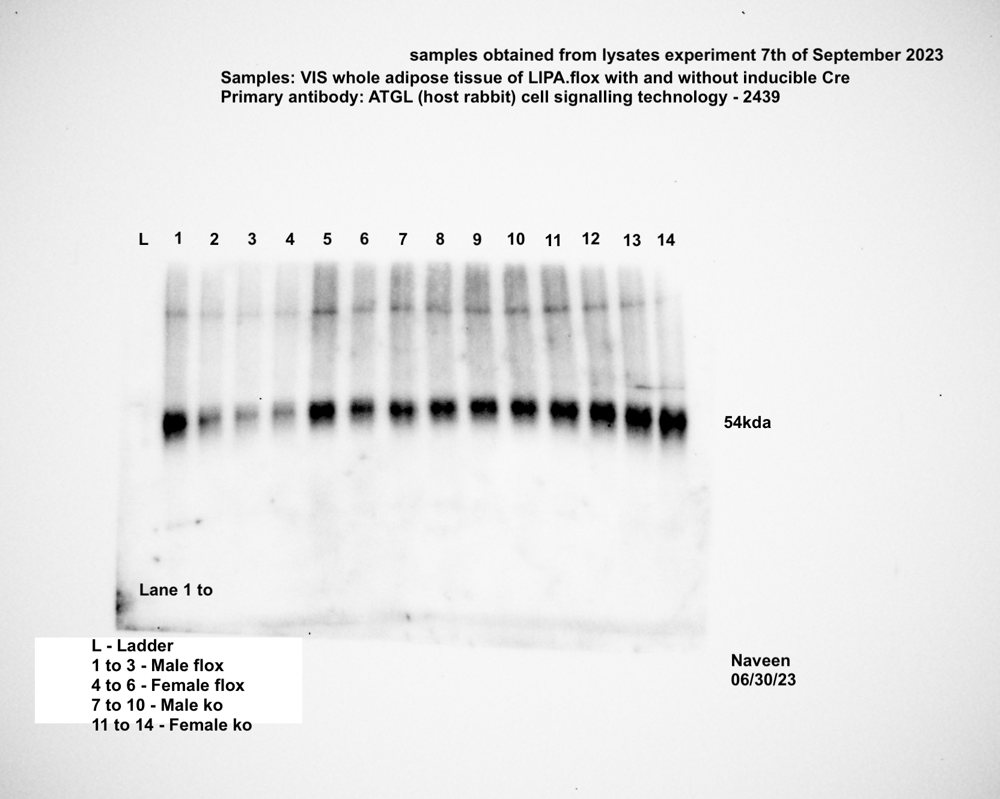 samples obtained from lysates experiment 7th of September 2023
Samples: VIS whole adipose tissue of LIPA.flox with and without inducible Cre
Primary antibody: ATGL (host rabbit) cell signalling technology - 2439
L 1 2 3 4 5 6 7 8 9 10 11 12 13 14
54kda
Lane 1 to
L - Ladder
1 to 3 - Male flox
4 to 6 - Female flox
7 to 10 - Male ko
11 to 14 - Female ko
Naveen
06/30/23